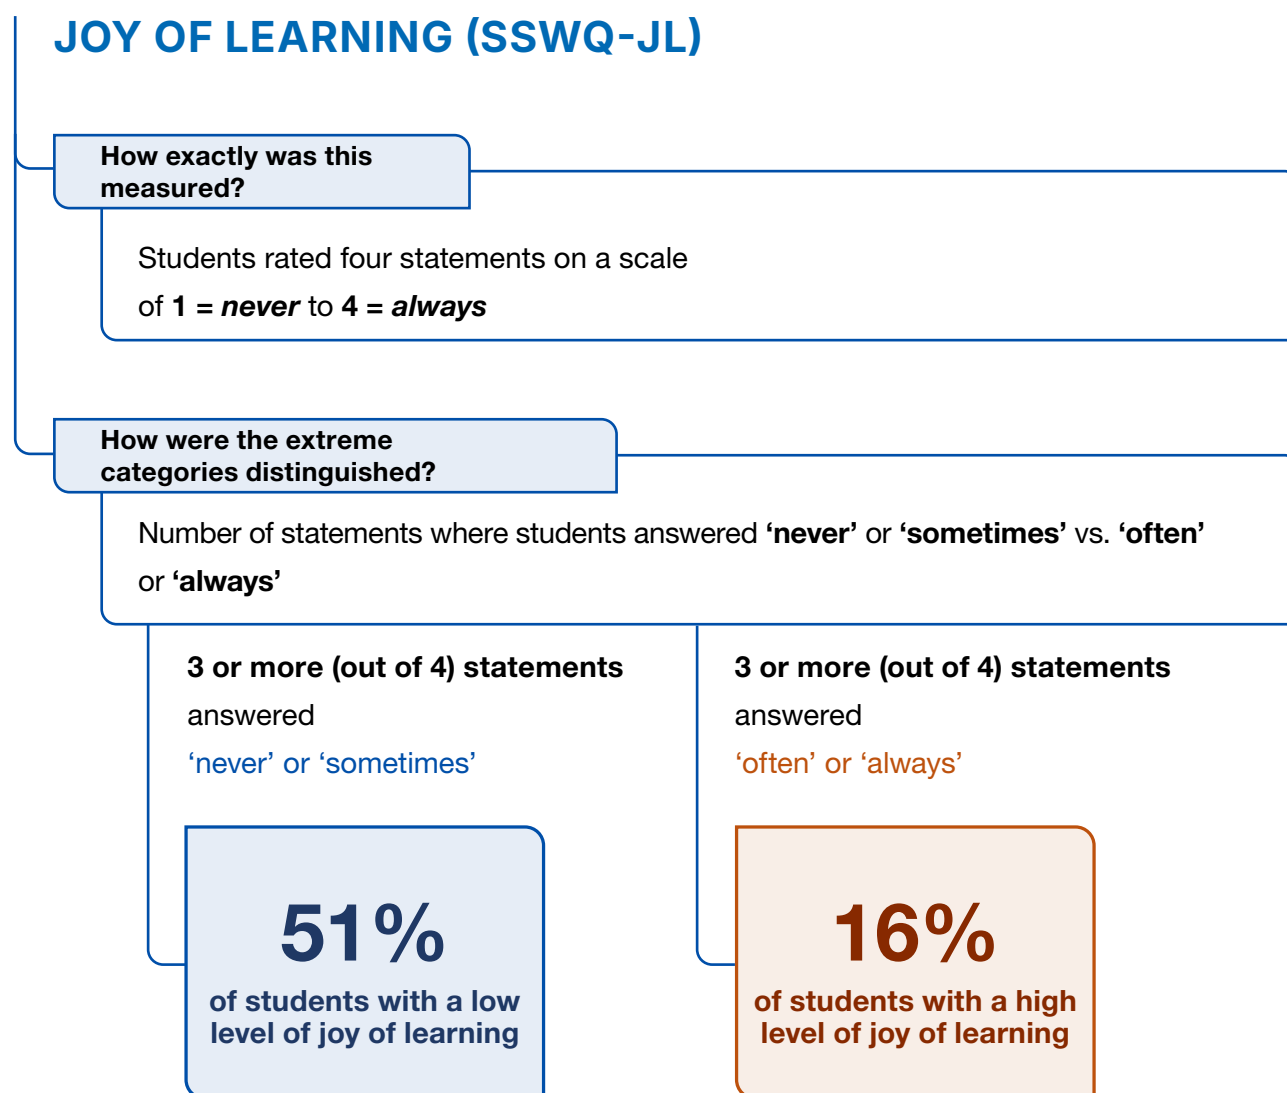 JOY OF LEARNING (SSWQ-JL)
How exactly was this
measured?
Students rated four statements on a scale
of 1 = never to 4 = always
How were the extreme
categories distinguished?
Number of statements where students answered ‘never’ or ‘sometimes’ vs. ‘often’
or ‘always’
3 or more (out of 4) statements
answered
‘never’ or ‘sometimes’
51%
of students with a low
level of joy of learning
3 or more (out of 4) statements
answered
‘often’ or ‘always’
16%
of students with a high
level of joy of learning